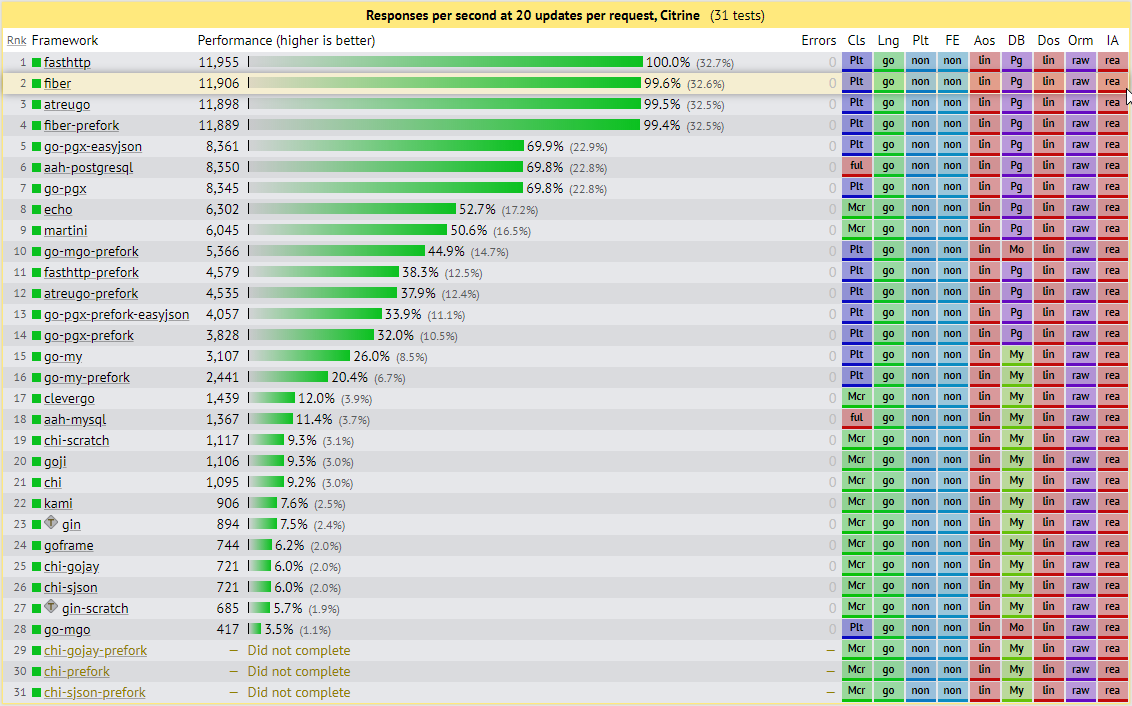 Responses per second at 20 updates per request, Citrine (31 tests)
Rnk Framework Performance (higher is better) Errors Cls Lng Plt FE Aos DB Dos Orm IA
1 fasthttp 11,955 100.0% (32.7%) 0 Plt go non non lin Pg lin raw rea
2 fiber 11,906 99.6% (32.6%) 0 Plt go non non lin Pg lin raw rea
3 atreugo 11,898 99.5% (32.5%) 0 Plt go non non lin Pg lin raw rea
4 fiber-prefork 11,889 99.4% (32.5%) 0 Plt go non non lin Pg lin raw rea
5 go-pgx-easyjson 8,361 69.9% (22.9%) 0 Plt go non non lin Pg lin raw rea
6 aah-postgresql 8,350 69.8% (22.8%) 0 ful go non non lin Pg lin raw rea
7 go-pgx 8,345 69.8% (22.8%) 0 Plt go non non lin Pg lin raw rea
8 echo 6,302 52.7% (17.2%) 0 Mcr go non non lin Pg lin raw rea
9 martini 6,045 50.6% (16.5%) 0 Mcr go non non lin Pg lin raw rea
10 go-mgo-prefork 5,366 44.9% (14.7%) 0 Plt go non non lin Mo lin raw rea
11 fasthttp-prefork 4,579 38.3% (12.5%) 0 Plt go non non lin Pg lin raw rea
12 atreugo-prefork 4,535 37.9% (12.4%) 0 Plt go non non lin Pg lin raw rea
13 go-pgx-prefork-easyjson 4,057 33.9% (11.1%) 0 Plt go non non lin Pg lin raw rea
14 go-pgx-prefork 3,828 32.0% (10.5%) 0 Plt go non non lin Pg lin raw rea
15 go-my 3,107 26.0% (8.5%) 0 Plt go non non lin My lin raw rea
16 go-my-prefork 2,441 20.4% (6.7%) 0 Plt go non non lin My lin raw rea
17 clevergo 1,439 12.0% (3.9%) 0 Mcr go non non lin My lin raw rea
18 aah-mysql 1,367 11.4% (3.7%) 0 ful go non non lin My lin raw rea
19 chi-scratch 1,117 9.3% (3.1%) 0 Mcr go non non lin My lin raw rea
20 goji 1,106 9.3% (3.0%) 0 Mcr go non non lin My lin raw rea
21 chi 1,095 9.2% (3.0%) 0 Mcr go non non lin My lin raw rea
22 kami 906 7.6% (2.5%) 0 Mcr go non non lin My lin raw rea
23 T gin 894 7.5% (2.4%) 0 Mcr go non non lin My lin raw rea
24 goframe 744 6.2% (2.0%) 0 Mcr go non non lin My lin raw rea
25 chi-gojay 721 6.0% (2.0%) 0 Mcr go non non lin My lin raw rea
26 chi-sjson 721 6.0% (2.0%) 0 Mcr go non non lin My lin raw rea
27 T gin-scratch 685 5.7% (1.9%) 0 Mcr go non non lin My lin raw rea
28 go-mgo 417 3.5% (1.1%) 0 Plt go non non lin Mo lin raw rea
29 chi-gojay-prefork — Did not complete — Mcr go non non lin My lin raw rea
30 chi-prefork — Did not complete — Mcr go non non lin My lin raw rea
31 chi-sjson-prefork — Did not complete — Mcr go non non lin My lin raw rea